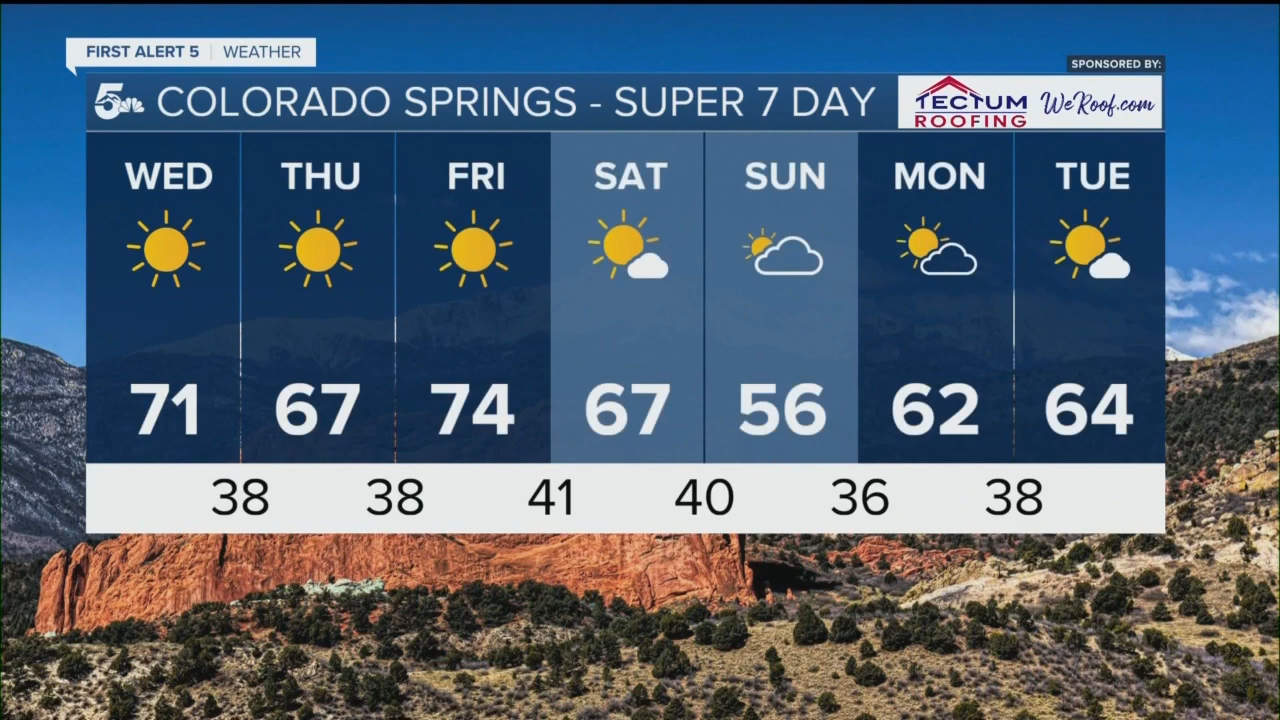 FIRST ALERT 5 | WEATHER
SPONSORED BY:
5 COLORADO SPRINGS - SUPER 7 DAY
TECTUM
ROOFING
WeRoof.com
WED THU FRI SAT SUN MON TUE
71 67 74 67 56 62 64
38 38 41 40 36 38